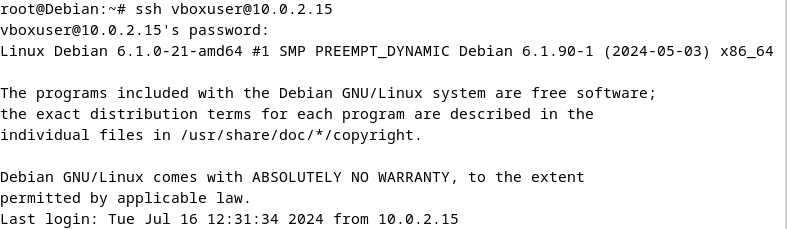 root@Debian:~# ssh vboxuser@10.0.2.15
vboxuser@10.0.2.15's password:
Linux Debian 6.1.0-21-amd64 #1 SMP PREEMPT_DYNAMIC Debian 6.1.90-1 (2024-05-03) x86_64

The programs included with the Debian GNU/Linux system are free software;
the exact distribution terms for each program are described in the
individual files in /usr/share/doc/*/copyright.

Debian GNU/Linux comes with ABSOLUTELY NO WARRANTY, to the extent
permitted by applicable law.
Last login: Tue Jul 16 12:31:34 2024 from 10.0.2.15